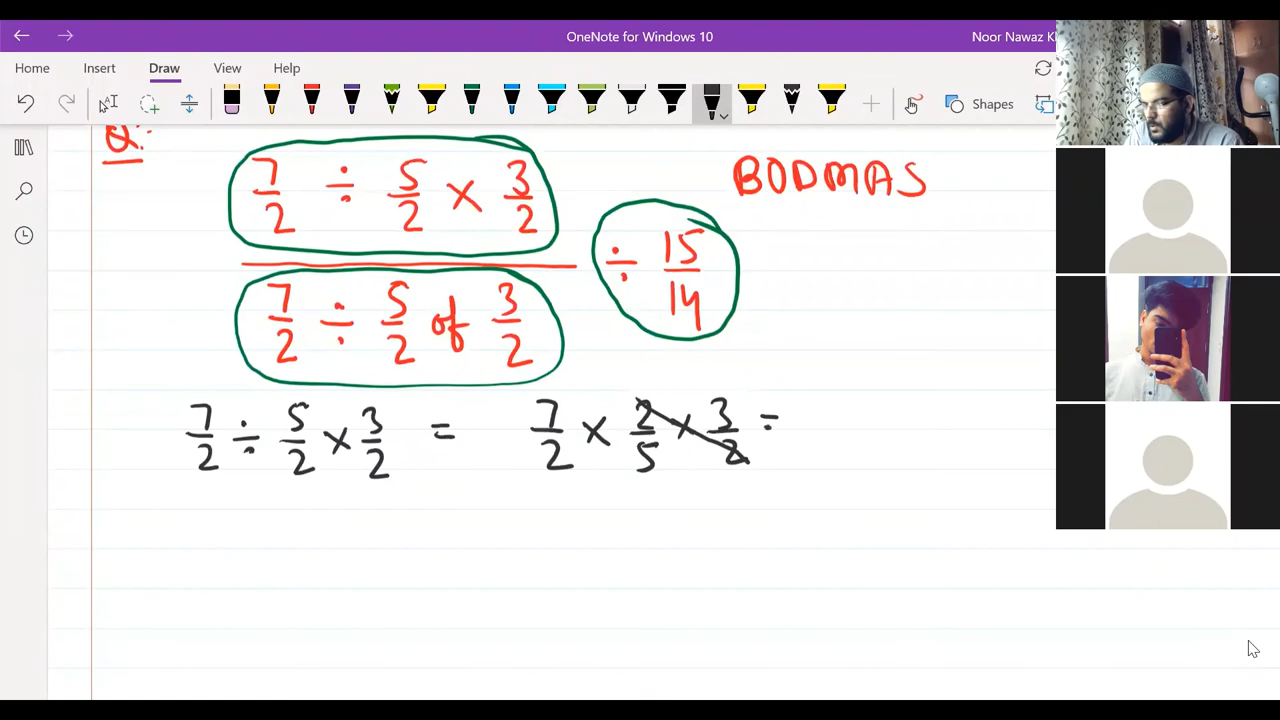 OneNote for Windows 10
Noor Nawaz Kh
Home Insert Draw View Help
Shapes
Q:-
7/2 ÷ 5/2 × 3/2
BODMAS
÷ 15/14
7/2 ÷ 5/2 of 3/2
7/2 ÷ 5/2 × 3/2 = 7/2 × 2/5 × 3/2 =